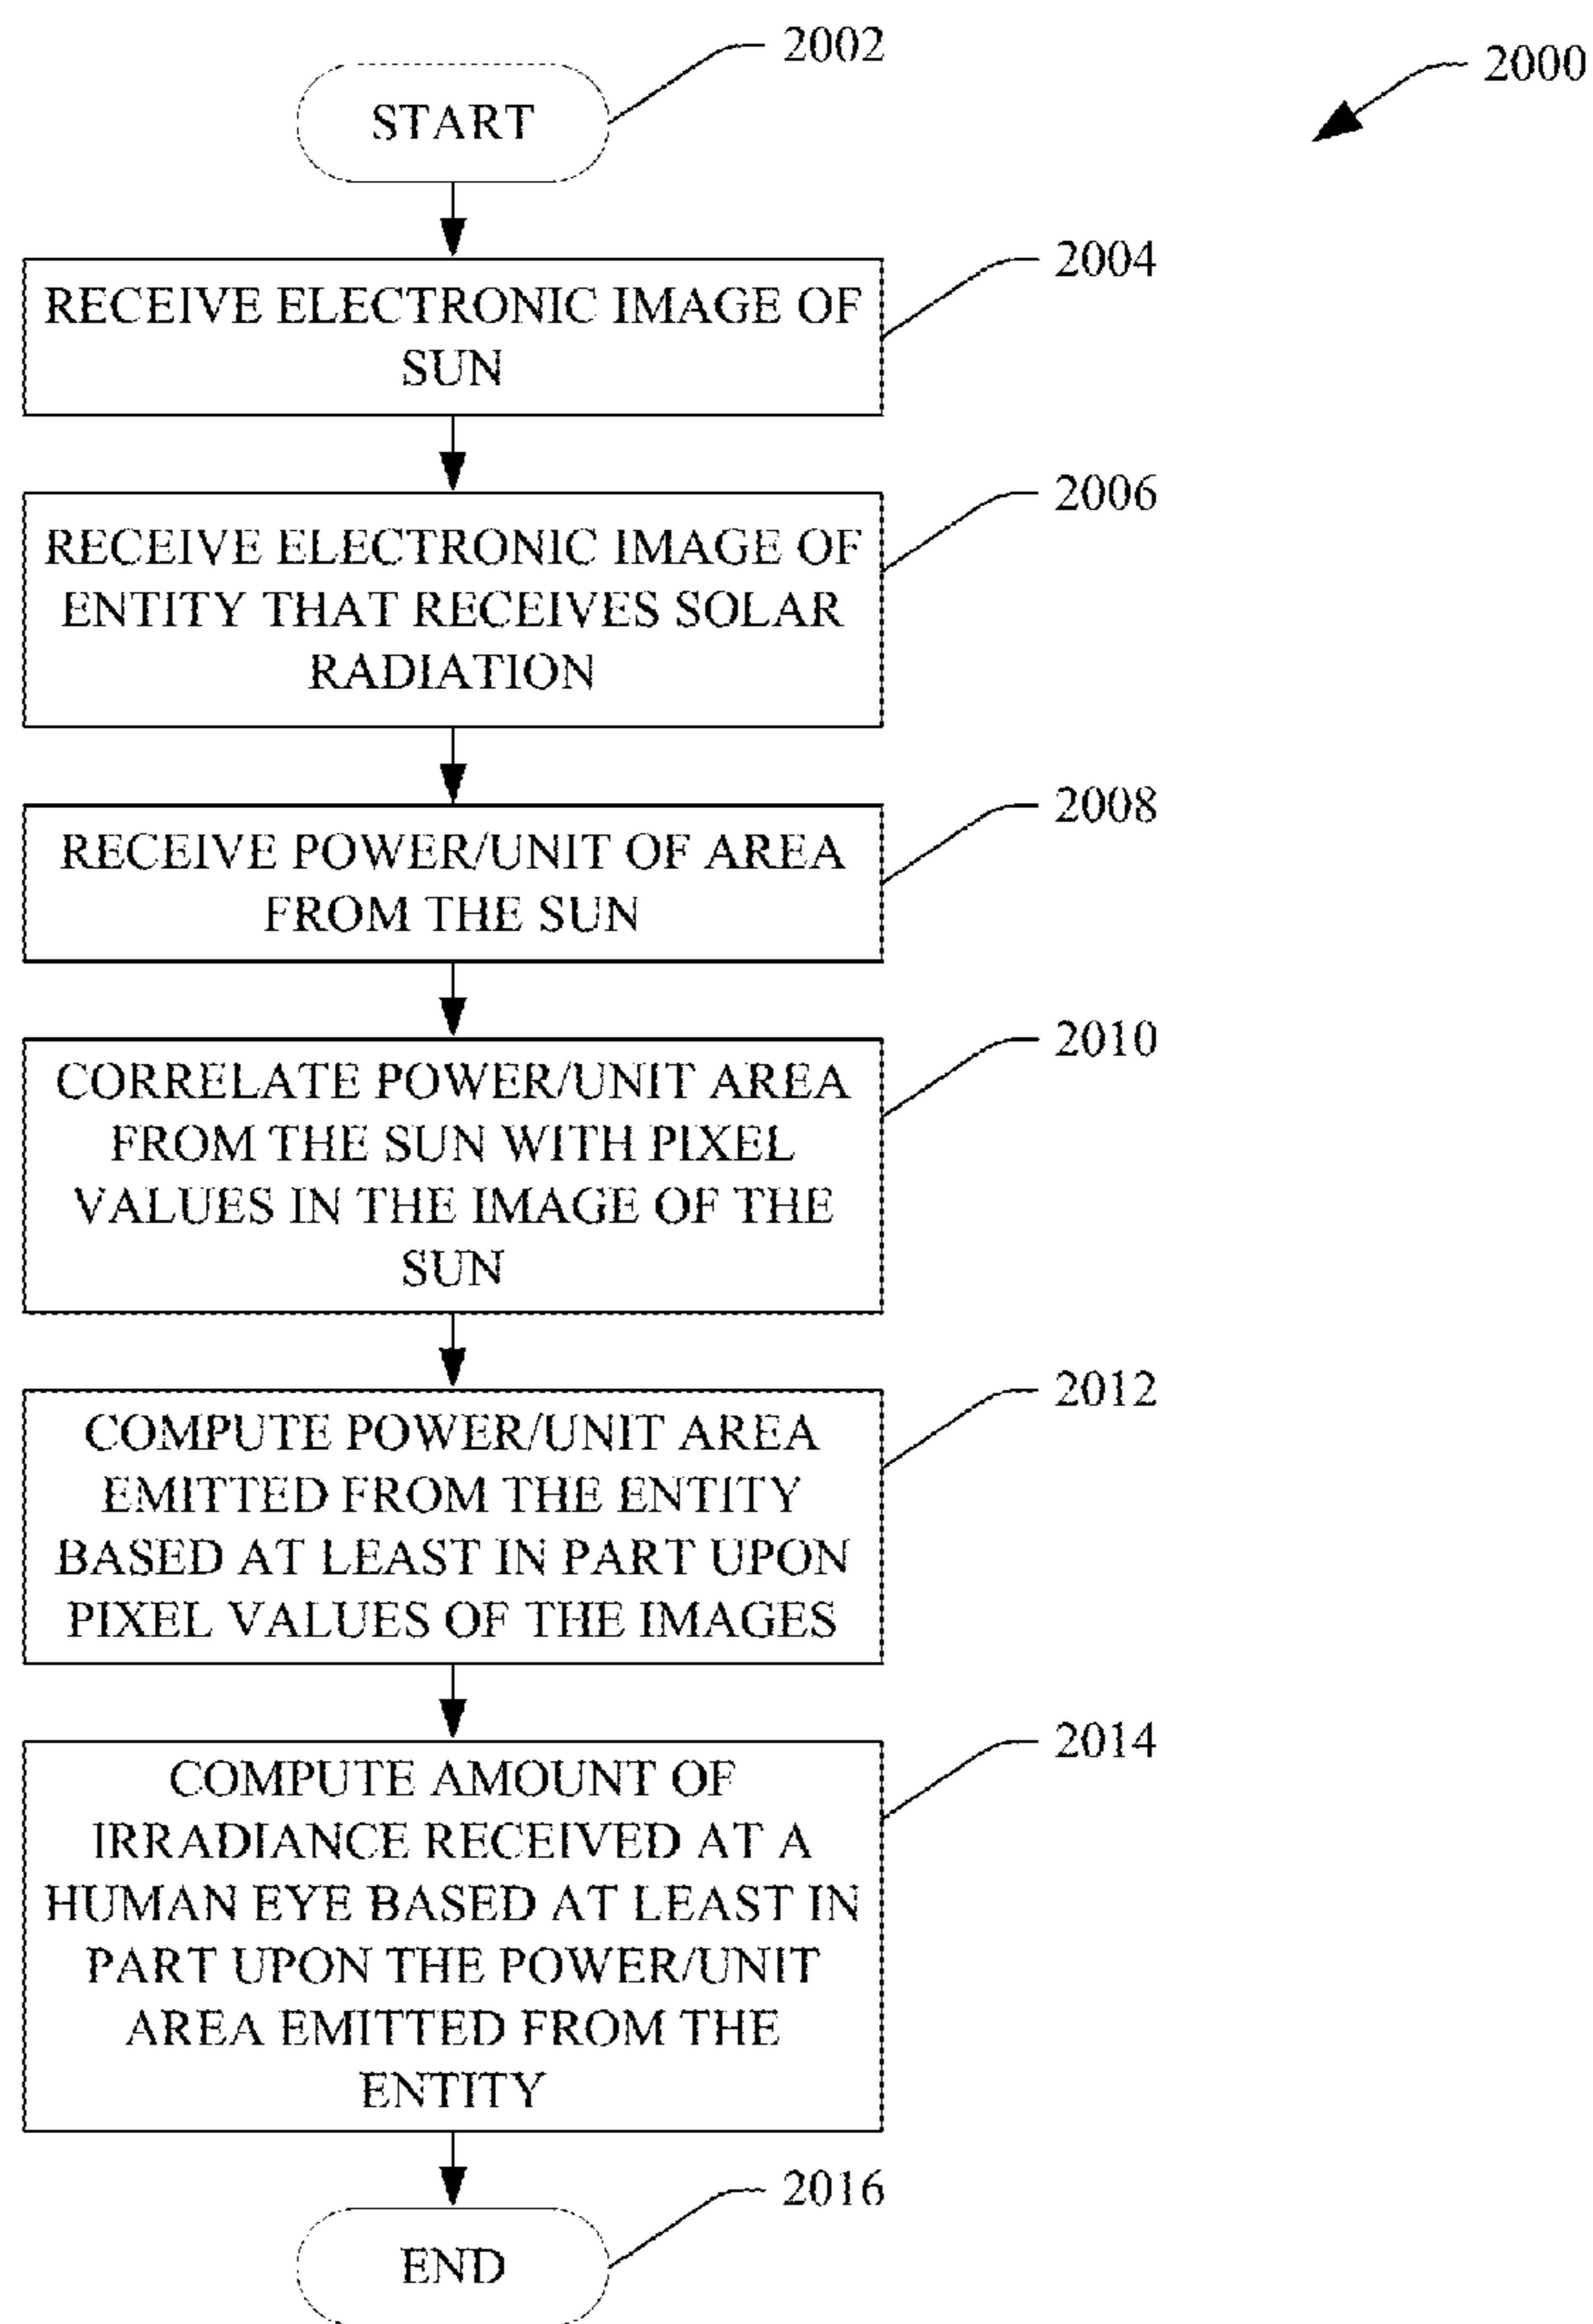 2002
2000
START
2004
RECEIVE ELECTRONIC IMAGE OF
SUN
2006
RECEIVE ELECTRONIC IMAGE OF
ENTITY THAT RECEIVES SOLAR
RADIATION
2008
RECEIVE POWER/UNIT OF AREA
FROM THE SUN
2010
CORRELATE POWER/UNIT AREA
FROM THE SUN WITH PIXEL
VALUES IN THE IMAGE OF THE
SUN
2012
COMPUTE POWER/UNIT AREA
EMITTED FROM THE ENTITY
BASED AT LEAST IN PART UPON
PIXEL VALUES OF THE IMAGES
2014
COMPUTE AMOUNT OF
IRRADIANCE RECEIVED AT A
HUMAN EYE BASED AT LEAST IN
PART UPON THE POWER/UNIT
AREA EMITTED FROM THE
ENTITY
2016
END